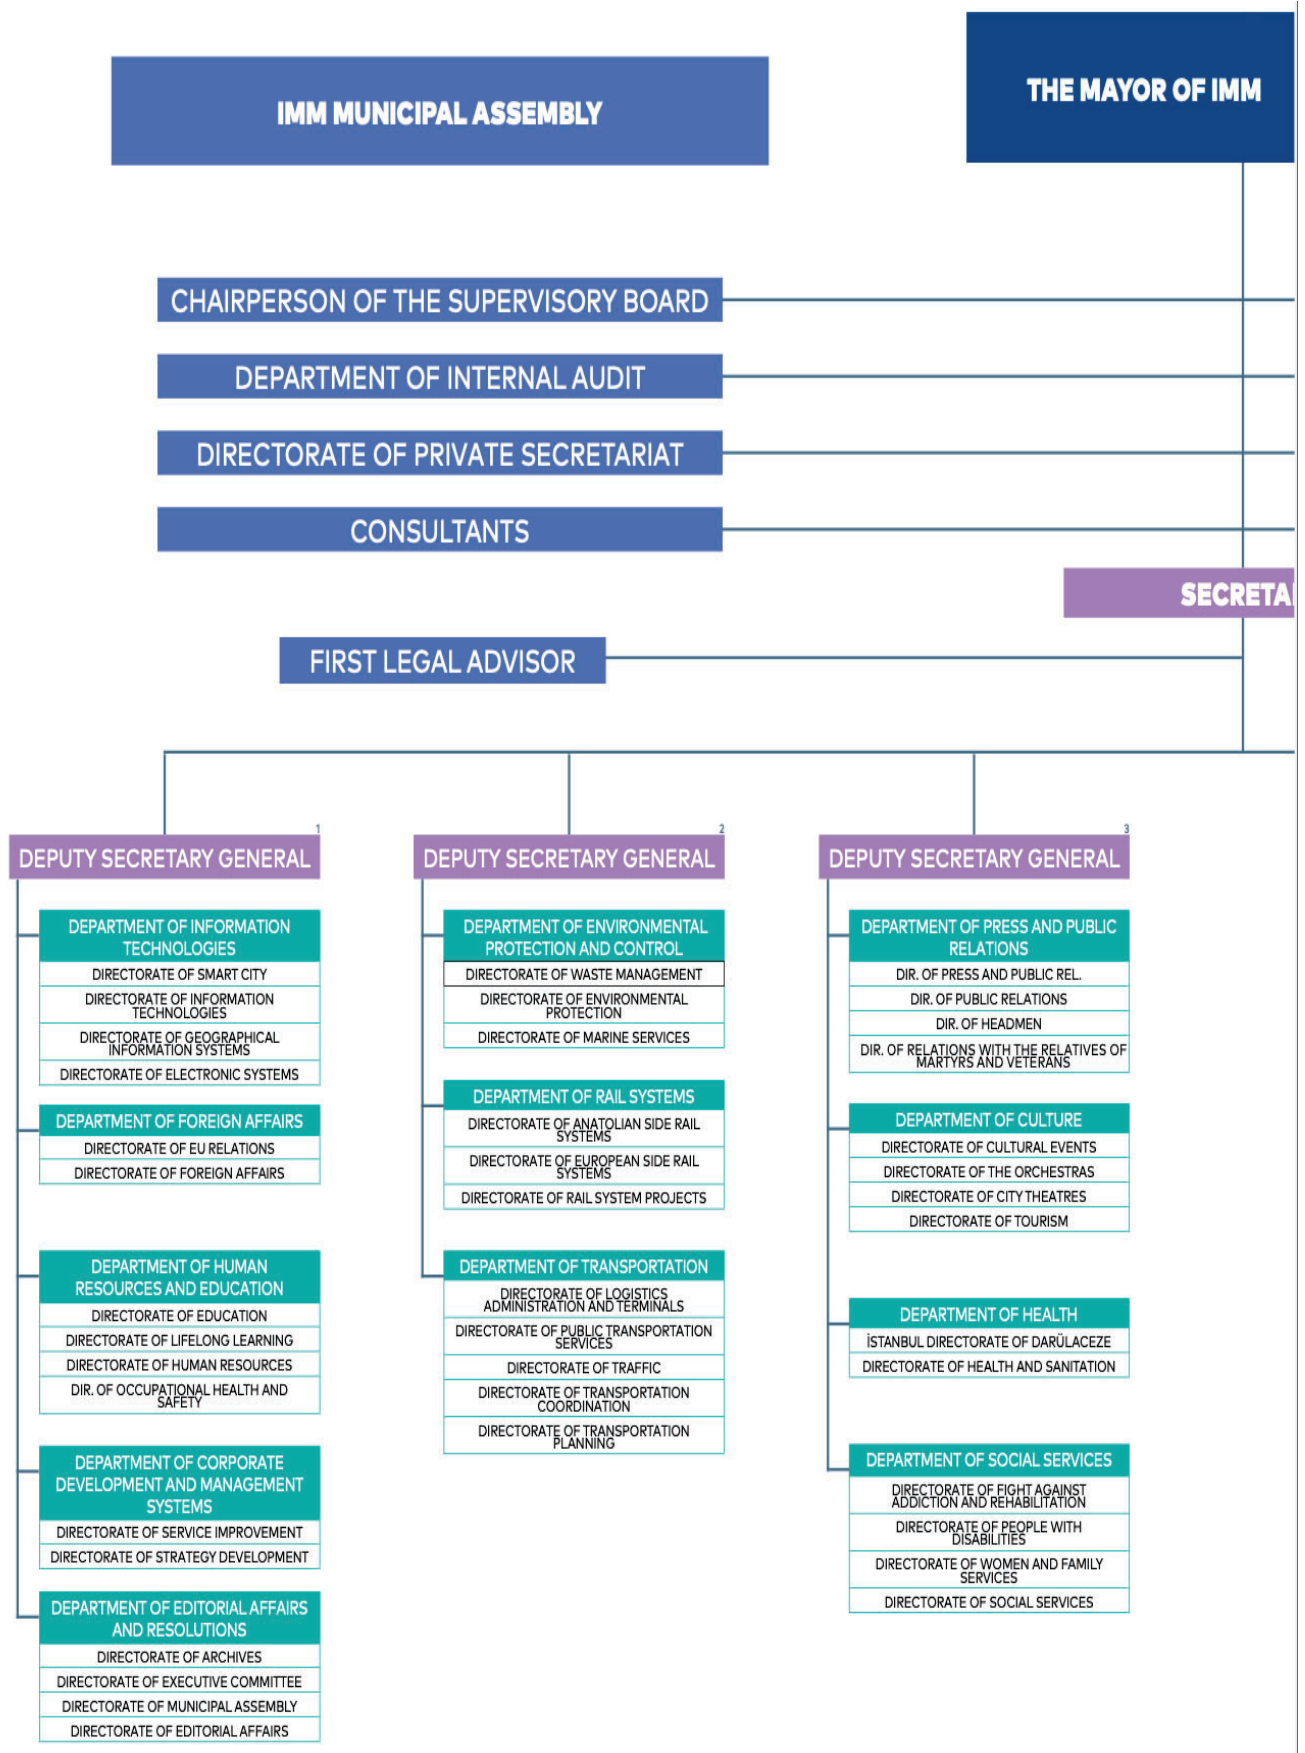 IMM MUNICIPAL ASSEMBLY
THE MAYOR OF IMM
CHAIRPERSON OF THE SUPERVISORY BOARD
DEPARTMENT OF INTERNAL AUDIT
DIRECTORATE OF PRIVATE SECRETARIAT
CONSULTANTS
SECRETA
FIRST LEGAL ADVISOR
1
DEPUTY SECRETARY GENERAL
DEPARTMENT OF INFORMATION
TECHNOLOGIES
DIRECTORATE OF SMART CITY
DIRECTORATE OF INFORMATION
TECHNOLOGIES
DIRECTORATE OF GEOGRAPHICAL
INFORMATION SYSTEMS
DIRECTORATE OF ELECTRONIC SYSTEMS
DEPARTMENT OF FOREIGN AFFAIRS
DIRECTORATE OF EU RELATIONS
DIRECTORATE OF FOREIGN AFFAIRS
DEPARTMENT OF HUMAN
RESOURCES AND EDUCATION
DIRECTORATE OF EDUCATION
DIRECTORATE OF LIFELONG LEARNING
DIRECTORATE OF HUMAN RESOURCES
DIR. OF OCCUPATIONAL HEALTH AND
SAFETY
DEPARTMENT OF CORPORATE
DEVELOPMENT AND MANAGEMENT
SYSTEMS
DIRECTORATE OF SERVICE IMPROVEMENT
DIRECTORATE OF STRATEGY DEVELOPMENT
DEPARTMENT OF EDITORIAL AFFAIRS
AND RESOLUTIONS
DIRECTORATE OF ARCHIVES
DIRECTORATE OF EXECUTIVE COMMITTEE
DIRECTORATE OF MUNICIPAL ASSEMBLY
DIRECTORATE OF EDITORIAL AFFAIRS
2
DEPUTY SECRETARY GENERAL
DEPARTMENT OF ENVIRONMENTAL
PROTECTION AND CONTROL
DIRECTORATE OF WASTE MANAGEMENT
DIRECTORATE OF ENVIRONMENTAL
PROTECTION
DIRECTORATE OF MARINE SERVICES
DEPARTMENT OF RAIL SYSTEMS
DIRECTORATE OF ANATOLIAN SIDE RAIL
SYSTEMS
DIRECTORATE OF EUROPEAN SIDE RAIL
SYSTEMS
DIRECTORATE OF RAIL SYSTEM PROJECTS
DEPARTMENT OF TRANSPORTATION
DIRECTORATE OF LOGISTICS
ADMINISTRATION AND TERMINALS
DIRECTORATE OF PUBLIC TRANSPORTATION
SERVICES
DIRECTORATE OF TRAFFIC
DIRECTORATE OF TRANSPORTATION
COORDINATION
DIRECTORATE OF TRANSPORTATION
PLANNING
3
DEPUTY SECRETARY GENERAL
DEPARTMENT OF PRESS AND PUBLIC
RELATIONS
DIR. OF PRESS AND PUBLIC REL.
DIR. OF PUBLIC RELATIONS
DIR. OF HEADMEN
DIR. OF RELATIONS WITH THE RELATIVES OF
MARTYRS AND VETERANS
DEPARTMENT OF CULTURE
DIRECTORATE OF CULTURAL EVENTS
DIRECTORATE OF THE ORCHESTRAS
DIRECTORATE OF CITY THEATRES
DIRECTORATE OF TOURISM
DEPARTMENT OF HEALTH
İSTANBUL DIRECTORATE OF DARÜLACEZE
DIRECTORATE OF HEALTH AND SANITATION
DEPARTMENT OF SOCIAL SERVICES
DIRECTORATE OF FIGHT AGAINST
ADDICTION AND REHABILITATION
DIRECTORATE OF PEOPLE WITH
DISABILITIES
DIRECTORATE OF WOMEN AND FAMILY
SERVICES
DIRECTORATE OF SOCIAL SERVICES